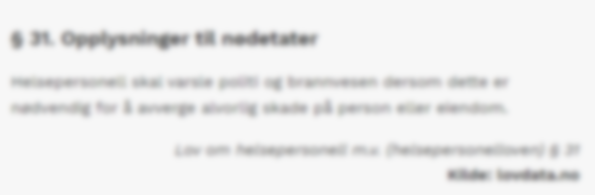 § 31. Opplysninger til nødetater
Helsepersonell skal varsle politi og brannvesen dersom dette er
nødvendig for å avverge alvorlig skade på person eller eiendom.
Lov om helsepersonell m.v. (helsepersonelloven) § 31
Kilde: lovdata.no